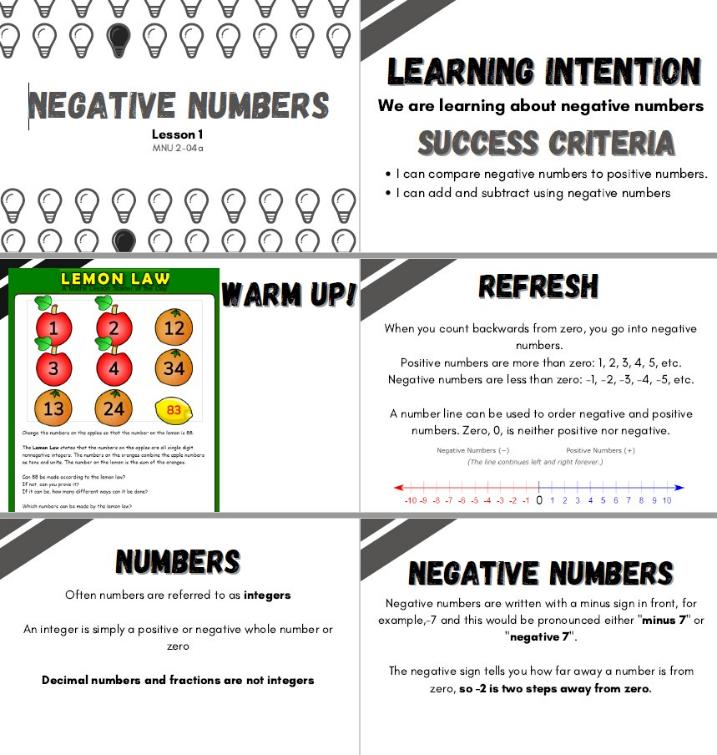 NEGATIVE NUMBERS
Lesson 1
MNU 2-04a
LEARNING INTENTION
We are learning about negative numbers
SUCCESS CRITERIA
• I can compare negative numbers to positive numbers.
• I can add and subtract using negative numbers
LEMON LAW
WARM UP!
1 2 12
3 4 34
13 24 83
Change the numbers on the apples so that the number on the lemon is 88.
The Lemon Law states that the numbers on the apples are all single digit
nonnegative integers. The numbers on the oranges combine the apple numbers
as tens and units. The number on the lemon is the sum of the oranges.
Can 88 be made according to the lemon law?
If not, can you prove it?
If it can be, how many different ways can it be done?
Which numbers can be made by the lemon law?
REFRESH
When you count backwards from zero, you go into negative
numbers.
Positive numbers are more than zero: 1, 2, 3, 4, 5, etc.
Negative numbers are less than zero: -1, -2, -3, -4, -5, etc.
A number line can be used to order negative and positive
numbers. Zero, 0, is neither positive nor negative.
Negative Numbers (−) Positive Numbers (+)
(The line continues left and right forever.)
-10 -9 -8 -7 -6 -5 -4 -3 -2 -1 0 1 2 3 4 5 6 7 8 9 10
NUMBERS
Often numbers are referred to as integers
An integer is simply a positive or negative whole number or
zero
Decimal numbers and fractions are not integers
NEGATIVE NUMBERS
Negative numbers are written with a minus sign in front, for
example,-7 and this would be pronounced either "minus 7" or
"negative 7".
The negative sign tells you how far away a number is from
zero, so -2 is two steps away from zero.